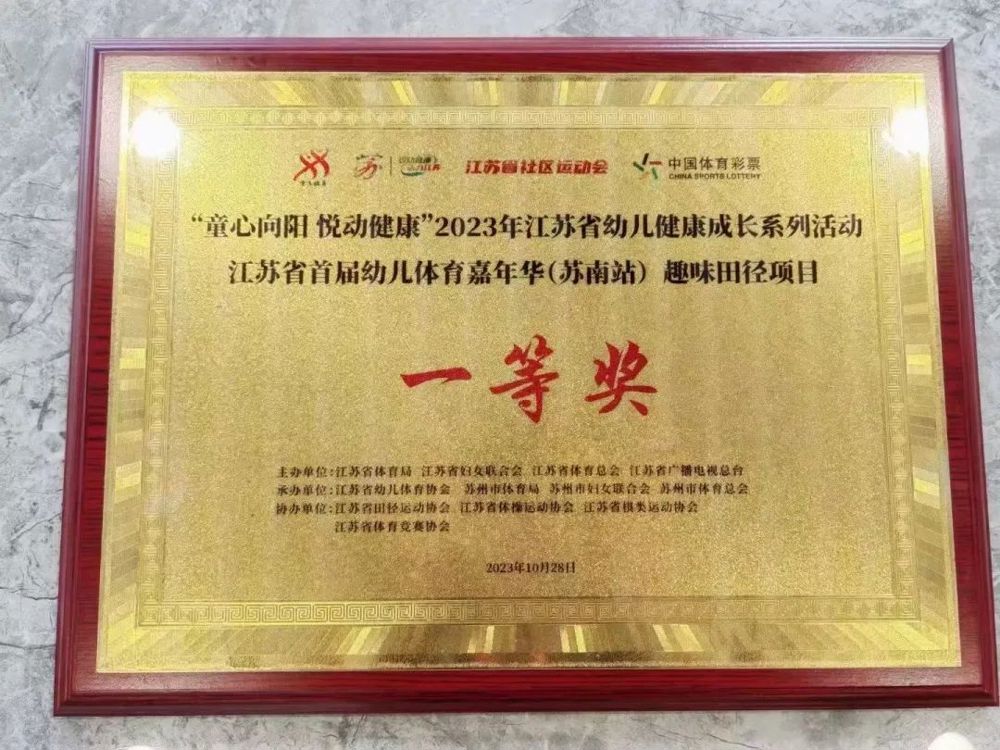 苏
江苏省社区运动会
中国体育彩票
CHINA SPORTS LOTTERY
“童心向阳 悦动健康”2023年江苏省幼儿健康成长系列活动
江苏省首届幼儿体育嘉年华(苏南站) 趣味田径项目
一等奖
主办单位:江苏省体育局 江苏省妇女联合会 江苏省体育总会 江苏省广播电视总台
承办单位:江苏省幼儿体育协会 苏州市体育局 苏州市妇女联合会 苏州市体育总会
协办单位:江苏省田径运动协会 江苏省体操运动协会 江苏省棋类运动协会
江苏省体育竞赛协会
2023年10月28日